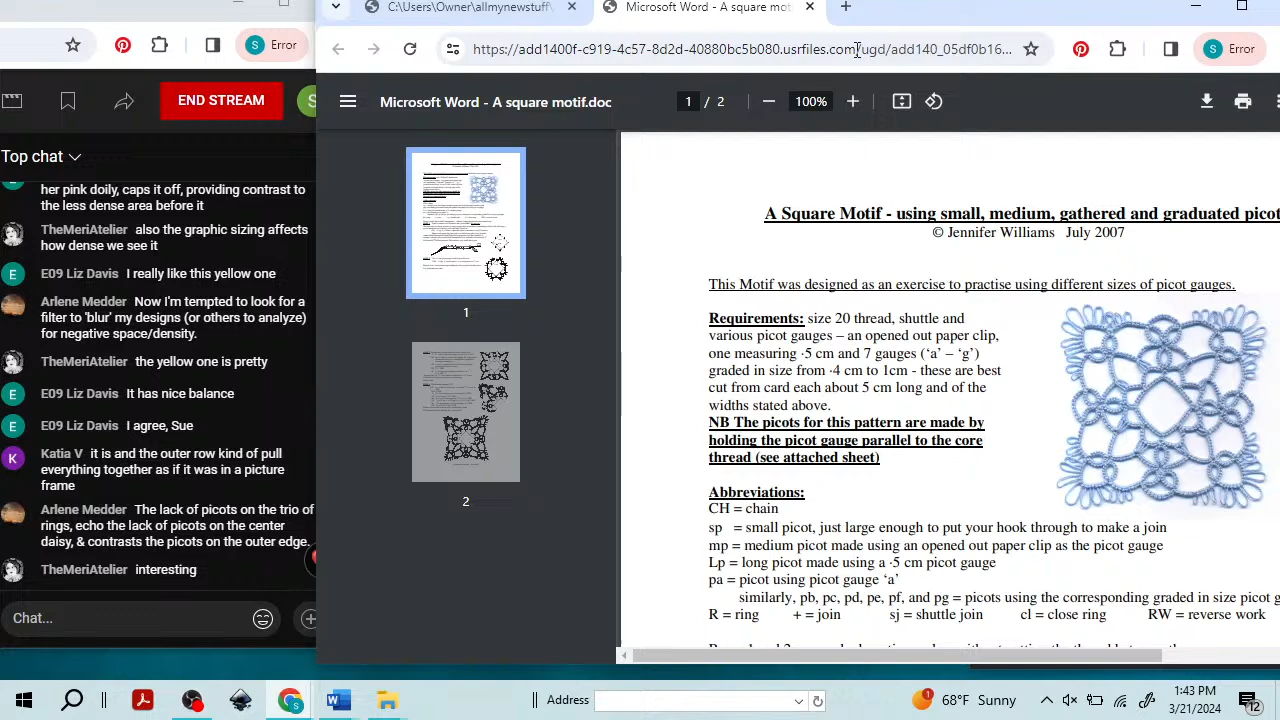 C:\Users\Owner\allmynewstuff\
Microsoft Word - A square moti
S Error
https://add1400f-c919-4c57-8d2d-40880bc5b080.usrfiles.com/ugd/add140_05df0b16...
S Error
END STREAM
S
Microsoft Word - A square motif.doc
1 / 2
100%
Top chat
her pink doily, caps it off, providing contrast to
the less dense area before it
TheMeriAtelier also the graphic sizing affects
how dense we see it
E E09 Liz Davis I really like this yellow one
Arlene Medder Now I'm tempted to look for a
filter to 'blur' my designs (or others to analyze)
for negative space/density.
TheMeriAtelier the yellow one is pretty
E E09 Liz Davis It has nice balance
E E09 Liz Davis I agree, Sue
K Katia V it is and the outer row kind of pull
everything together as if it was in a picture
frame
Arlene Medder The lack of picots on the trio of
rings, echo the lack of picots on the center
daisy, & contrasts the picots on the outer edge.
TheMeriAtelier interesting
Chat...
1
2
A Square Motif - using small, medium, gathered and graduated picot
© Jennifer Williams July 2007
This Motif was designed as an exercise to practise using different sizes of picot gauges.
Requirements: size 20 thread, shuttle and
various picot gauges – an opened out paper clip,
one measuring ·5 cm and 7 gauges ('a' – 'g')
graded in size from ·4 cm to 1cm - these are best
cut from card each about 5 cm long and of the
widths stated above.
NB The picots for this pattern are made by
holding the picot gauge parallel to the core
thread (see attached sheet)
Abbreviations:
CH = chain
sp = small picot, just large enough to put your hook through to make a join
mp = medium picot made using an opened out paper clip as the picot gauge
Lp = long picot made using a ·5 cm picot gauge
pa = picot using picot gauge 'a'
similarly, pb, pc, pd, pe, pf, and pg = picots using the corresponding graded in size picot g
R = ring + = join sj = shuttle join cl = close ring RW = reverse work
Address
1
68°F Sunny
1:43 PM
3/21/2024
12